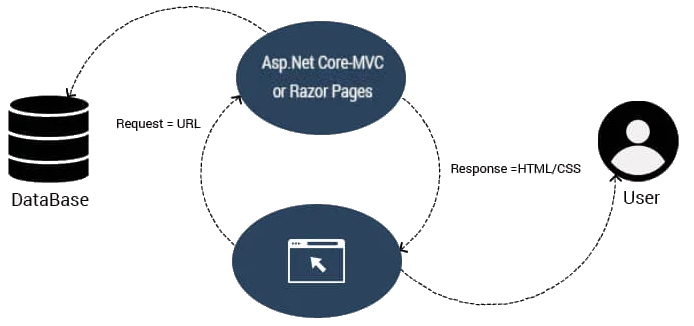 Asp.Net Core-MVC
or Razor Pages
Request = URL
Response =HTML/CSS
DataBase
User